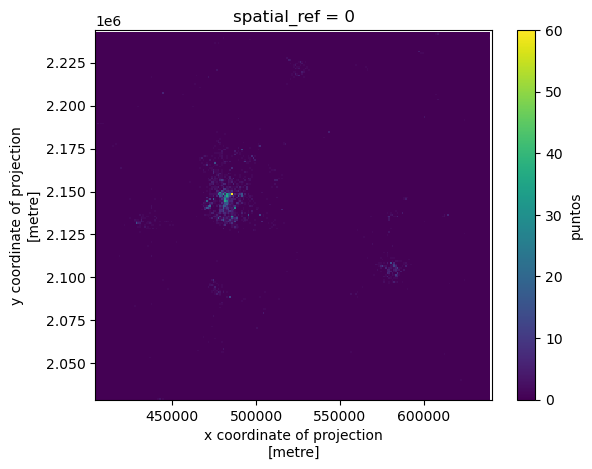 spatial_ref = 0
1e6
2.225
2.200
2.175
2.150
2.125
2.100
2.075
2.050
y coordinate of projection
[metre]
450000
500000
550000
600000
x coordinate of projection
[metre]
60
50
40
30
20
10
0
puntos